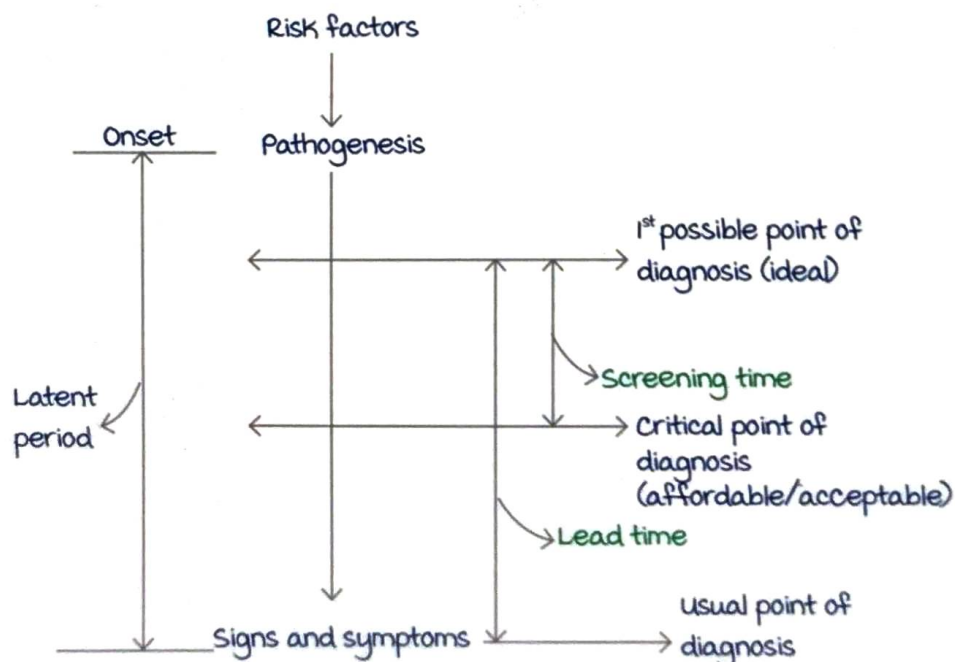 Risk factors
Onset
Pathogenesis
1st possible point of
diagnosis (ideal)
Screening time
Latent
period
Critical point of
diagnosis
(affordable/acceptable)
Lead time
Signs and symptoms
usual point of
diagnosis